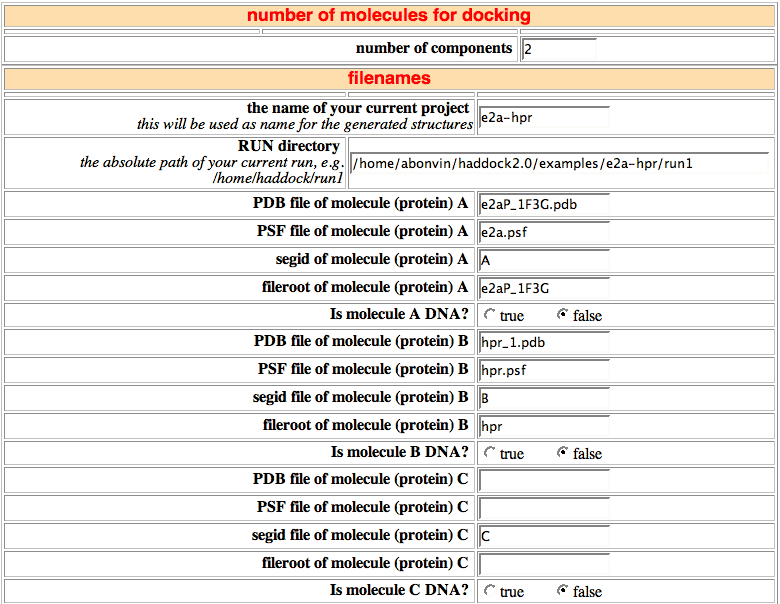 number of molecules for docking
number of components 2
filenames
the name of your current project
this will be used as name for the generated structures e2a-hpr
RUN directory
the absolute path of your current run, e.g. /home/abonvin/haddock2.0/examples/e2a-hpr/run1
/home/haddock/run1
PDB file of molecule (protein) A e2aP_1F3G.pdb
PSF file of molecule (protein) A e2a.psf
segid of molecule (protein) A A
fileroot of molecule (protein) A e2aP_1F3G
Is molecule A DNA? true false
PDB file of molecule (protein) B hpr_1.pdb
PSF file of molecule (protein) B hpr.psf
segid file of molecule (protein) B B
fileroot of molecule (protein) B hpr
Is molecule B DNA? true false
PDB file of molecule (protein) C
PSF file of molecule (protein) C
segid file of molecule (protein) C C
fileroot of molecule (protein) C
Is molecule C DNA? true false